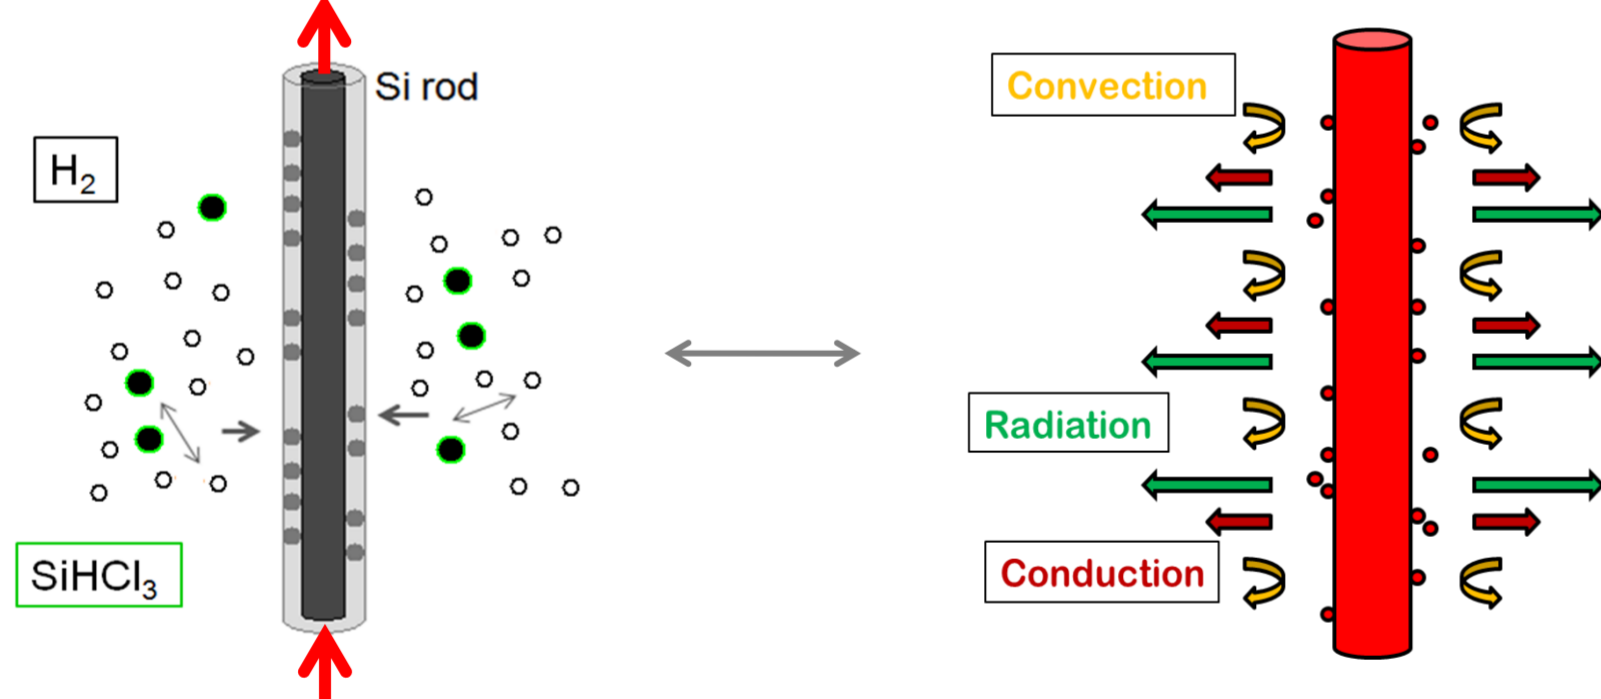 Si rod
H₂
SiHCl₃
Convection
Radiation
Conduction